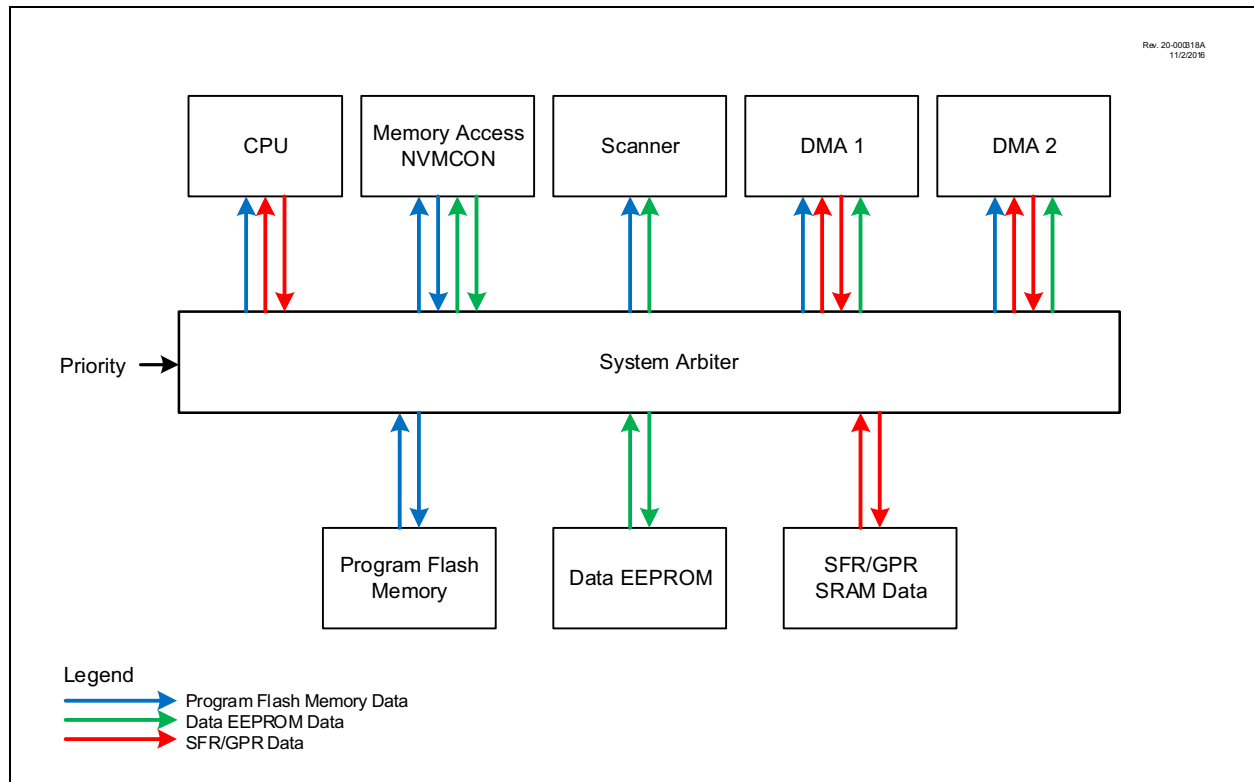 Rev. 20-000318A
11/2/2016
CPU
Memory Access
NVMCON
Scanner
DMA 1
DMA 2
Priority
System Arbiter
Program Flash
Memory
Data EEPROM
SFR/GPR
SRAM Data
Legend
Program Flash Memory Data
Data EEPROM Data
SFR/GPR Data